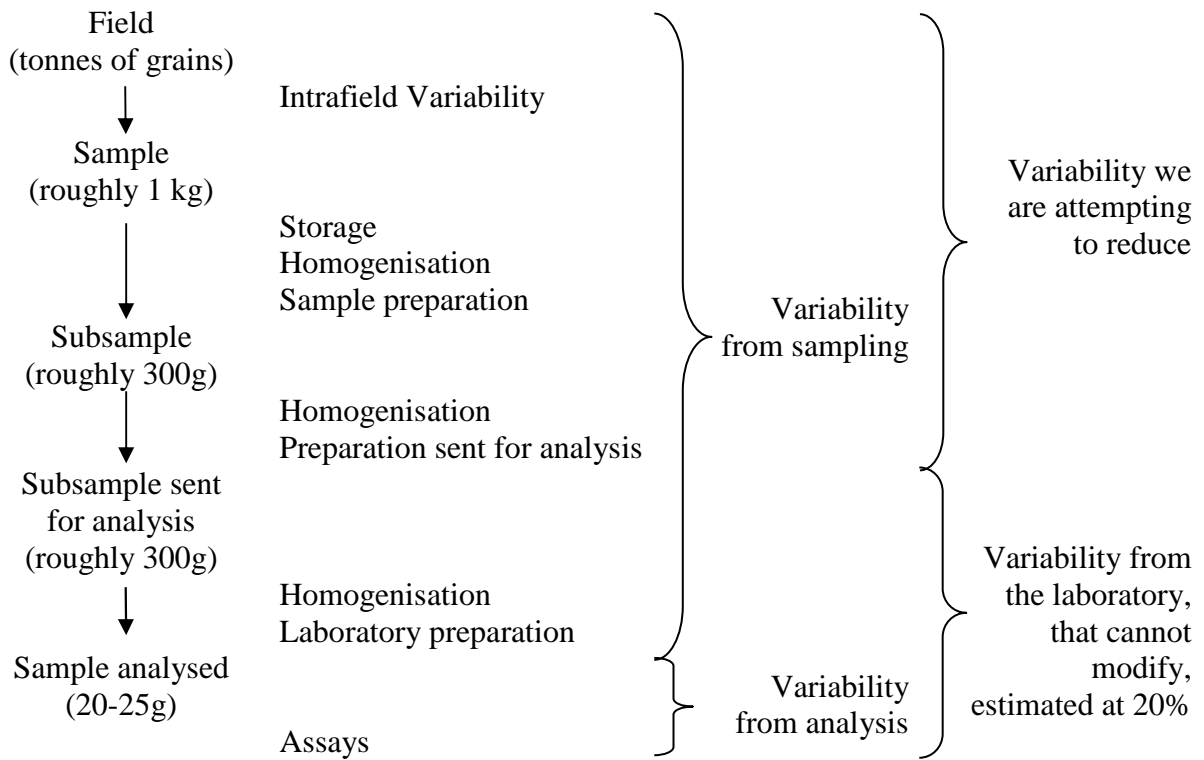 Field
(tonnes of grains)
Intrafield Variability
Sample
(roughly 1 kg)
Storage
Homogenisation
Sample preparation
Subsample
(roughly 300g)
Homogenisation
Preparation sent for analysis
Subsample sent
for analysis
(roughly 300g)
Homogenisation
Laboratory preparation
Sample analysed
(20-25g)
Assays
Variability
from sampling
Variability
from analysis
Variability we
are attempting
to reduce
Variability from
the laboratory,
that cannot
modify,
estimated at 20%